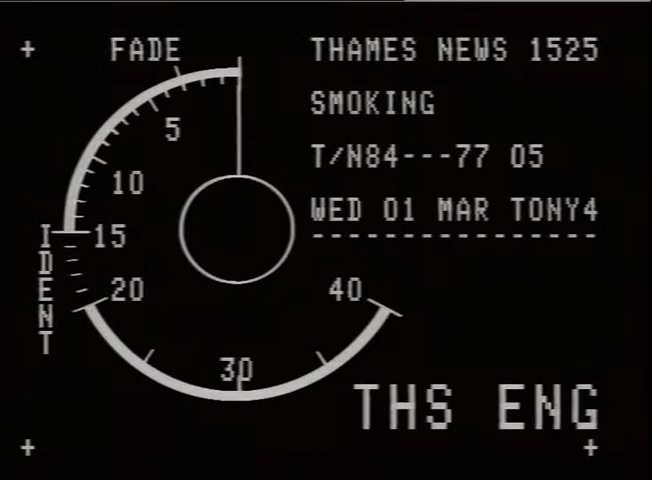 FADE
THAMES NEWS 1525
SMOKING
T/N84---77 05
WED 01 MAR TONY4
----------------
5
10
15
20
30
40
IDENT
THS ENG